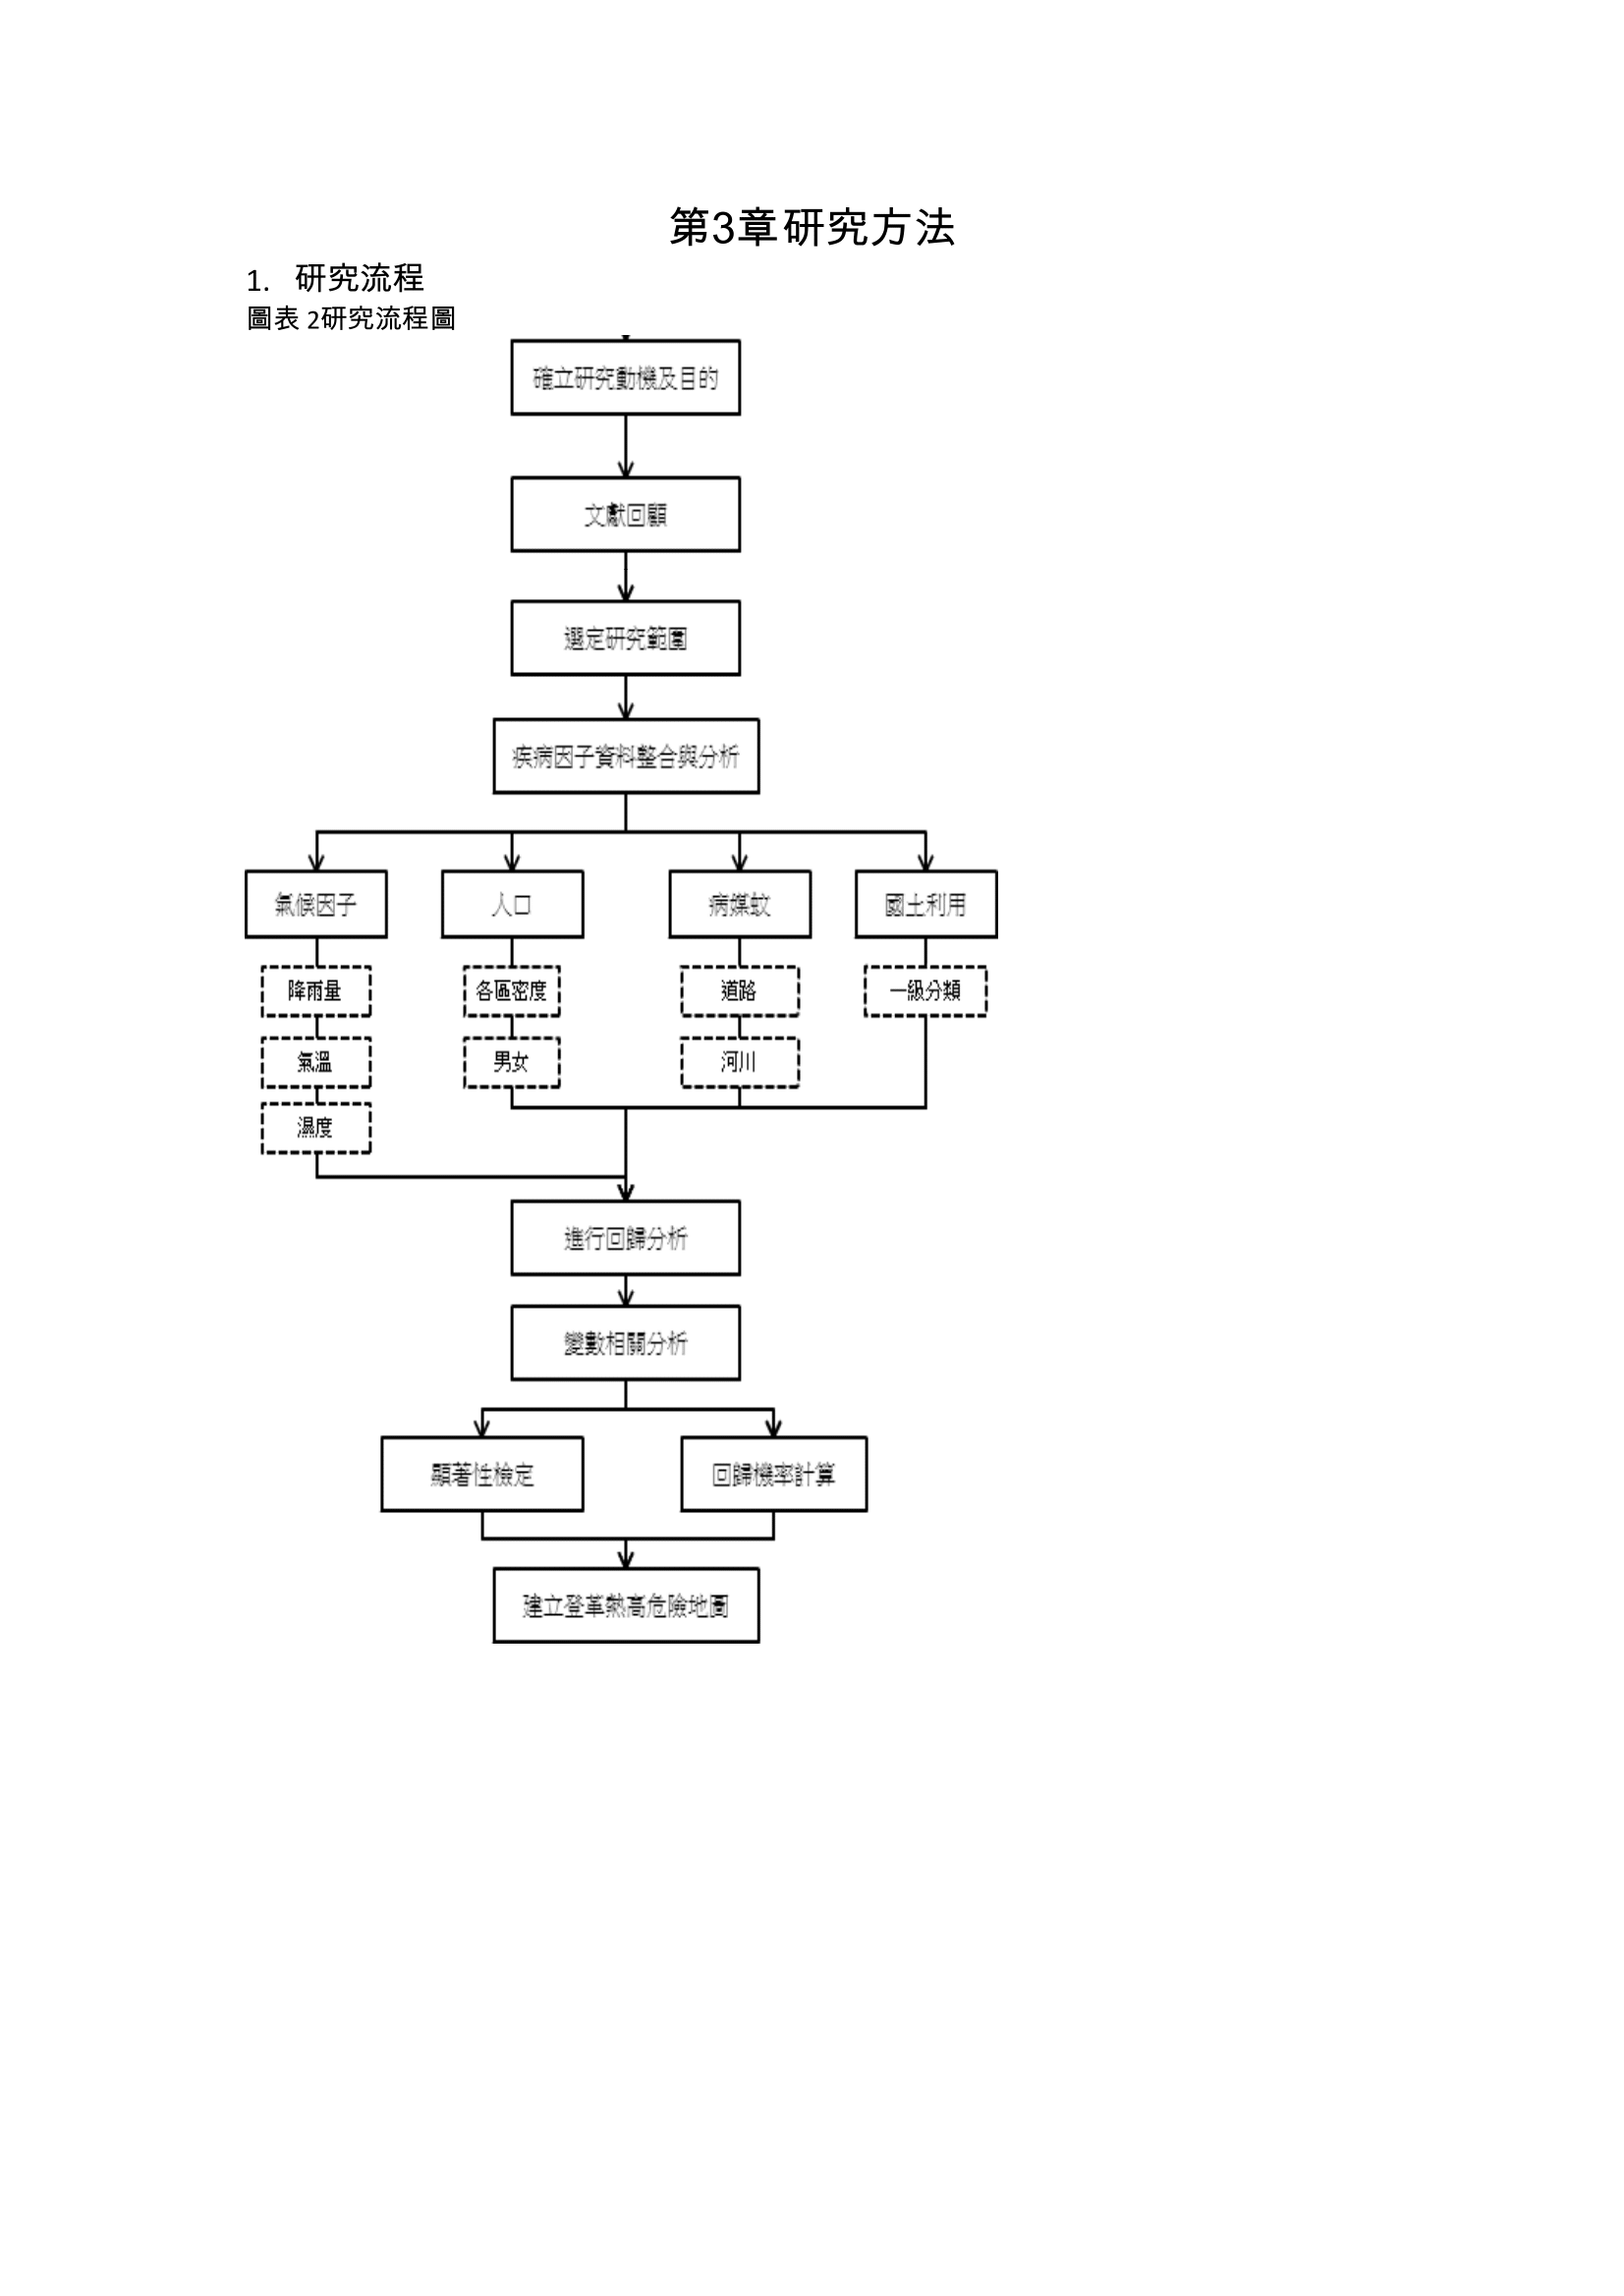 第3章研究方法
1. 研究流程
圖表 2研究流程圖
確立研究動機及目的
文獻回顧
選定研究範圍
疾病因子資料整合與分析
氣候因子
人口
病媒蚊
國土利用
降雨量
各區密度
道路
一級分類
氣溫
男女
河川
濕度
進行回歸分析
變數相關分析
顯著性檢定
回歸機率計算
建立登革熱高危險地圖